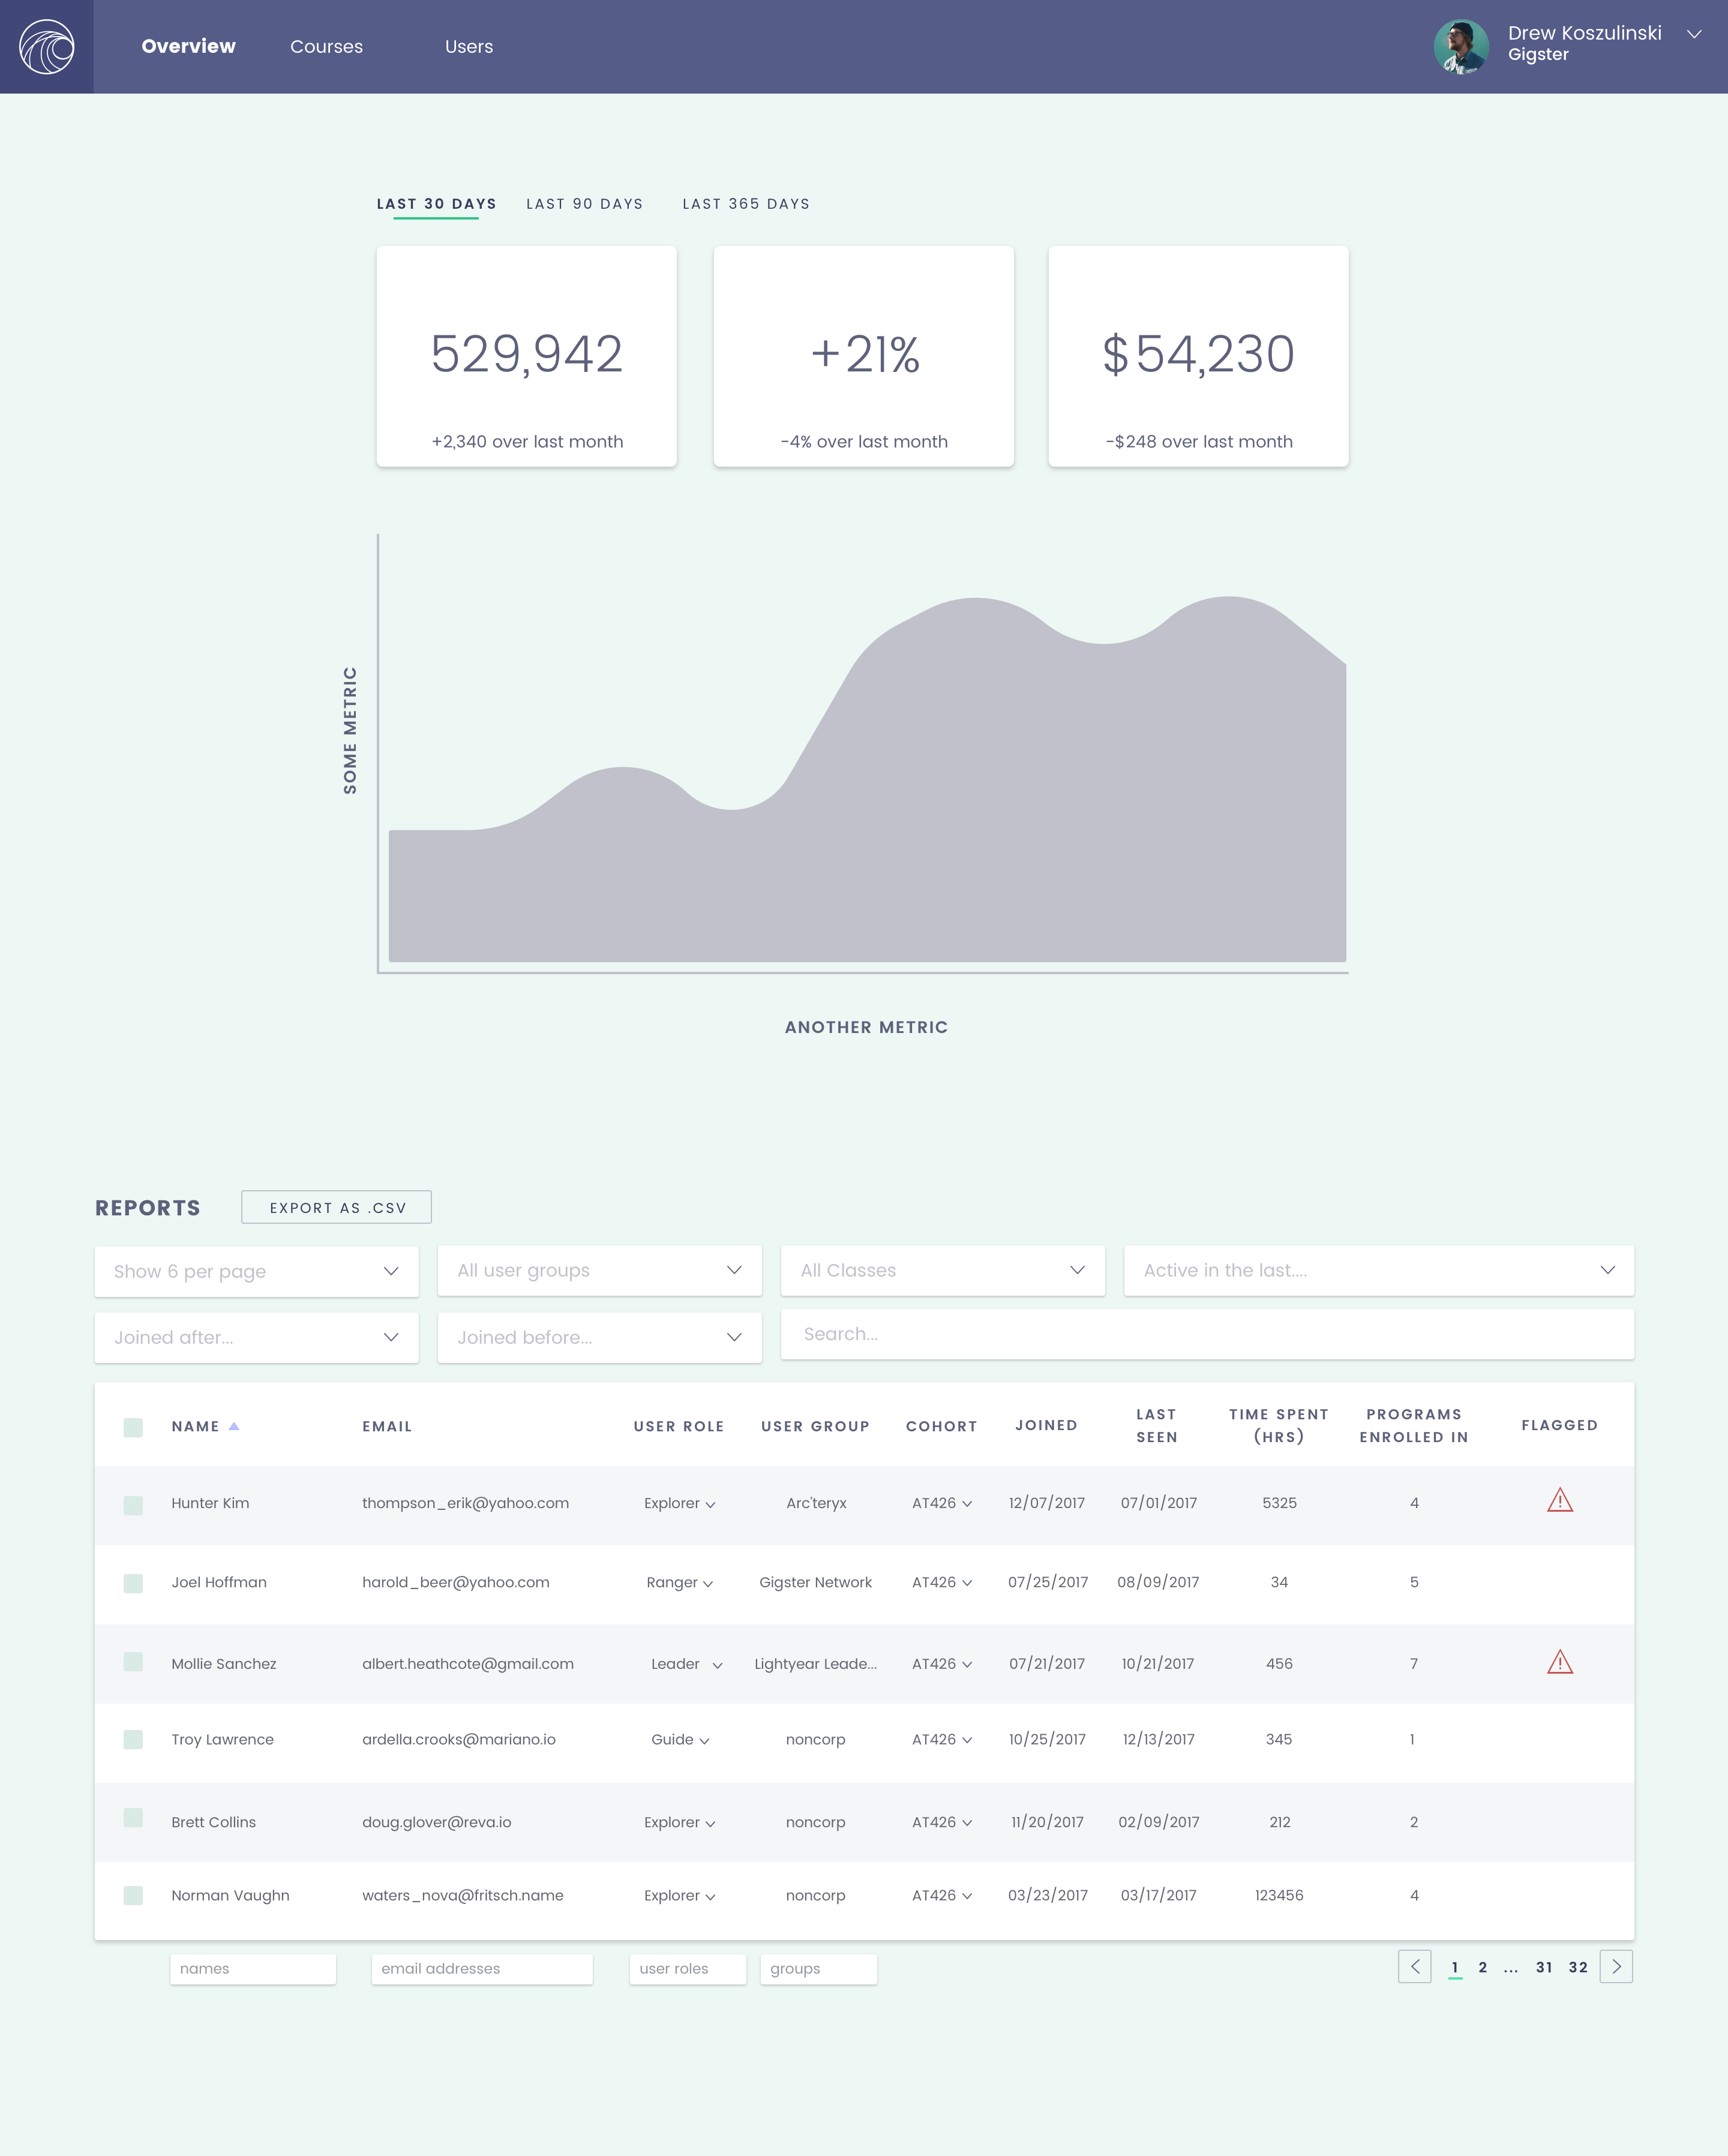 Overview Courses Users
Drew Koszulinski
Gigster
LAST 30 DAYS LAST 90 DAYS LAST 365 DAYS
529,942 +21% $54,230
+2,340 over last month -4% over last month -$248 over last month
SOME METRIC
ANOTHER METRIC
REPORTS EXPORT AS .CSV
Show 6 per page All user groups All Classes Active in the last....
Joined after... Joined before... Search...
NAME EMAIL USER ROLE USER GROUP COHORT JOINED LAST SEEN TIME SPENT (HRS) PROGRAMS ENROLLED IN FLAGGED
Hunter Kim thompson_erik@yahoo.com Explorer Arc'teryx AT426 12/07/2017 07/01/2017 5325 4
Joel Hoffman harold_beer@yahoo.com Ranger Gigster Network AT426 07/25/2017 08/09/2017 34 5
Mollie Sanchez albert.heathcote@gmail.com Leader Lightyear Leade... AT426 07/21/2017 10/21/2017 456 7
Troy Lawrence ardella.crooks@mariano.io Guide noncorp AT426 10/25/2017 12/13/2017 345 1
Brett Collins doug.glover@reva.io Explorer noncorp AT426 11/20/2017 02/09/2017 212 2
Norman Vaughn waters_nova@fritsch.name Explorer noncorp AT426 03/23/2017 03/17/2017 123456 4
names email addresses user roles groups 1 2 ... 31 32